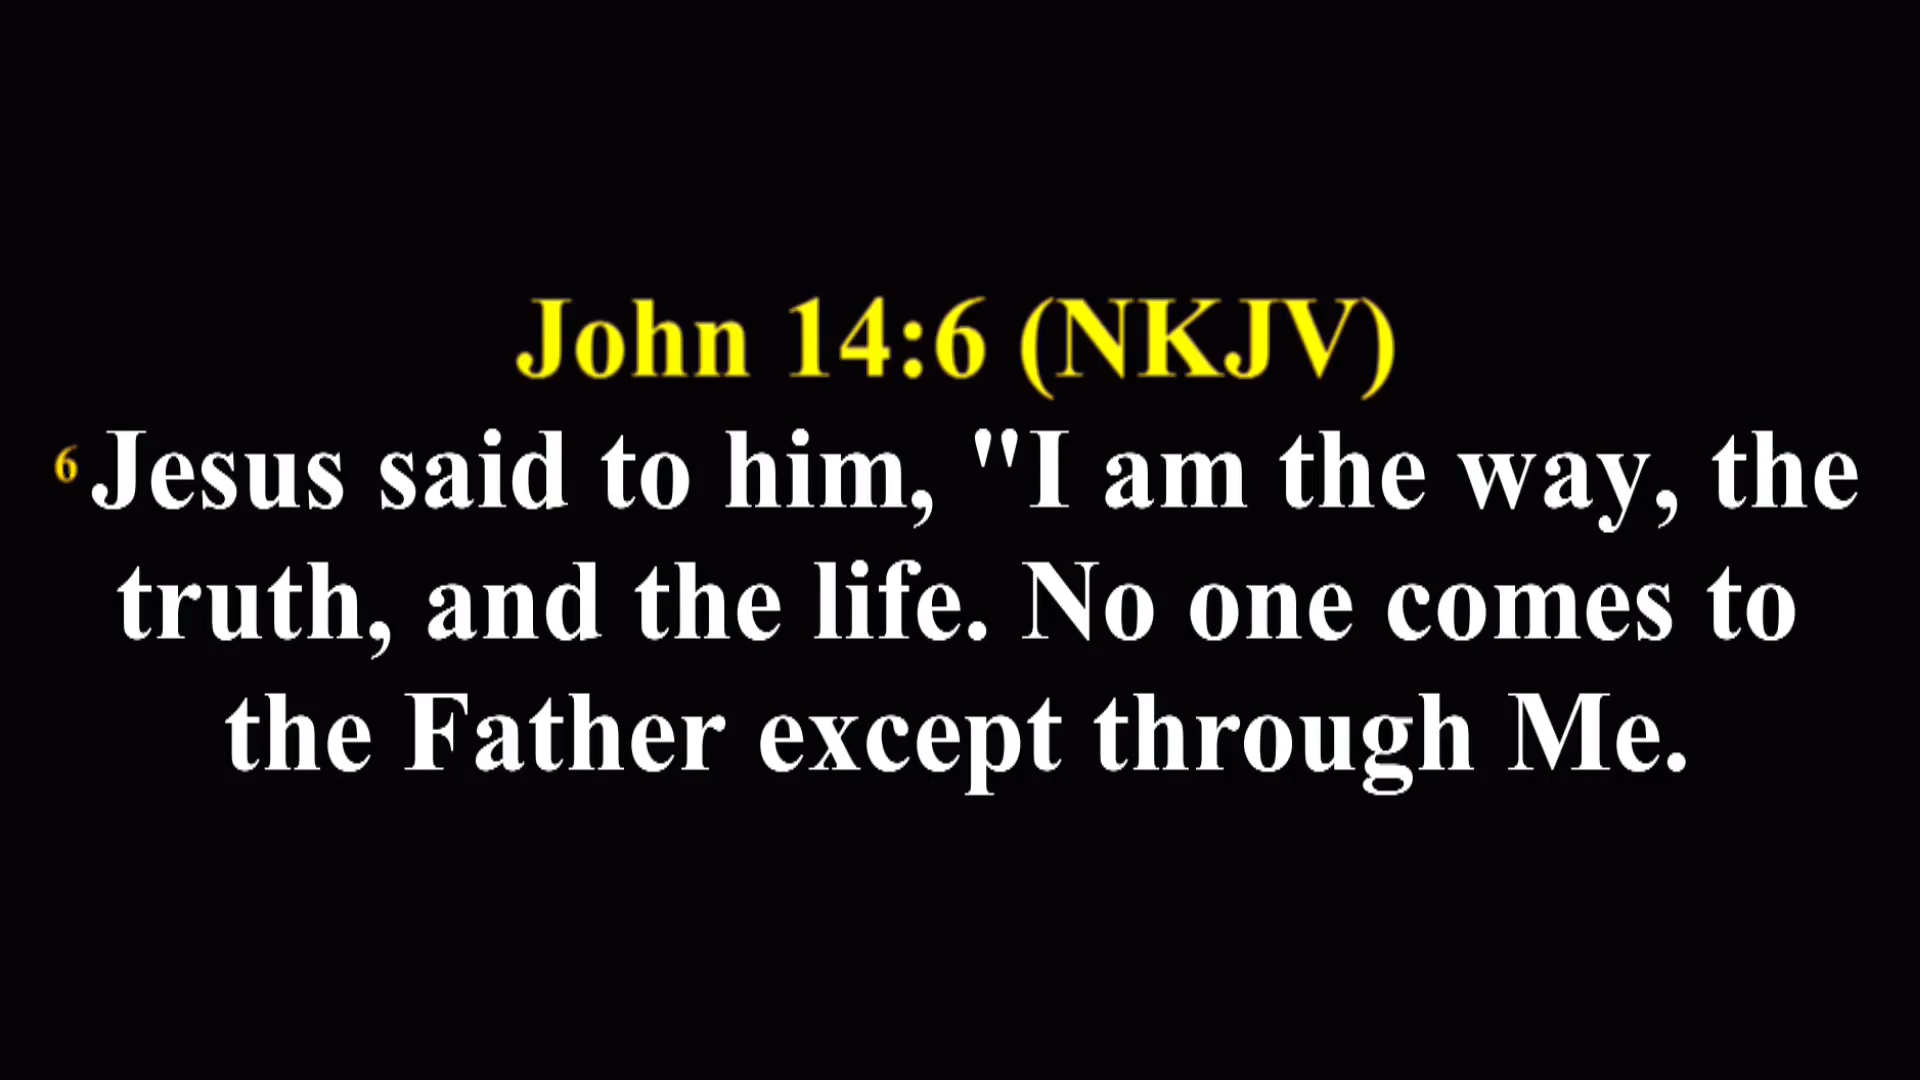 John 14:6 (NKJV)
6 Jesus said to him, "I am the way, the
truth, and the life. No one comes to
the Father except through Me.